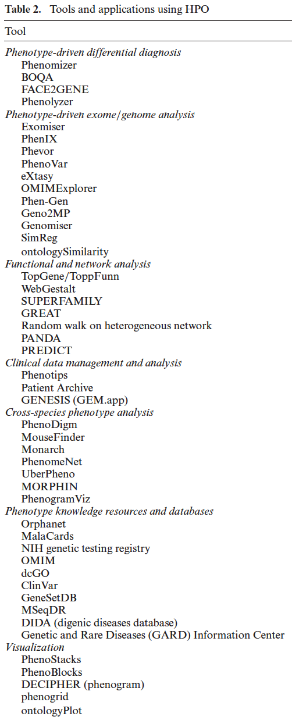 Table 2. Tools and applications using HPO
Tool
Phenotype-driven differential diagnosis
Phenomizer
BOQA
FACE2GENE
Phenolyzer
Phenotype-driven exome/genome analysis
Exomiser
PhenIX
Phevor
PhenoVar
eXtasy
OMIMExplorer
Phen-Gen
Geno2MP
Genomiser
SimReg
ontologySimilarity
Functional and network analysis
TopGene/ToppFunn
WebGestalt
SUPERFAMILY
GREAT
Random walk on heterogeneous network
PANDA
PREDICT
Clinical data management and analysis
Phenotips
Patient Archive
GENESIS (GEM.app)
Cross-species phenotype analysis
PhenoDigm
MouseFinder
Monarch
PhenomeNet
UberPheno
MORPHIN
PhenogramViz
Phenotype knowledge resources and databases
Orphanet
MalaCards
NIH genetic testing registry
OMIM
dcGO
ClinVar
GeneSetDB
MSeqDR
DIDA (digenic diseases database)
Genetic and Rare Diseases (GARD) Information Center
Visualization
PhenoStacks
PhenoBlocks
DECIPHER (phenogram)
phenogrid
ontologyPlot